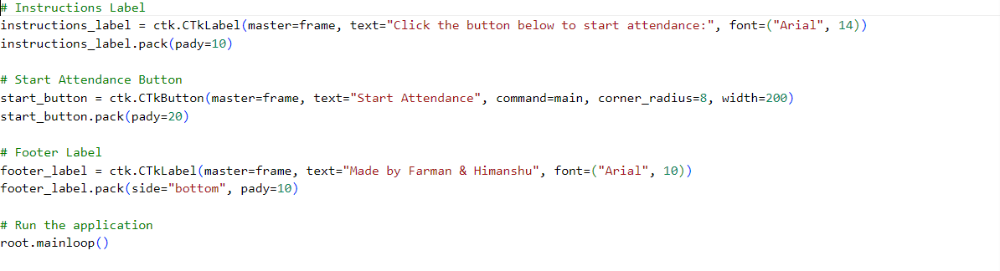 # Instructions Label
instructions_label = ctk.CTkLabel(master=frame, text="Click the button below to start attendance:", font=("Arial", 14))
instructions_label.pack(pady=10)
# Start Attendance Button
start_button = ctk.CTkButton(master=frame, text="Start Attendance", command=main, corner_radius=8, width=200)
start_button.pack(pady=20)
# Footer Label
footer_label = ctk.CTkLabel(master=frame, text="Made by Farman & Himanshu", font=("Arial", 10))
footer_label.pack(side="bottom", pady=10)
# Run the application
root.mainloop()